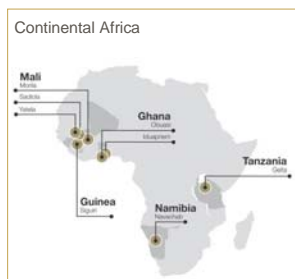 Continental Africa
Mali
Morila
Sadiola
Yatela
Ghana
Obuasi
Iduapriem
Tanzania
Geita
Guinea
Siguiri
Namibia
Navachab